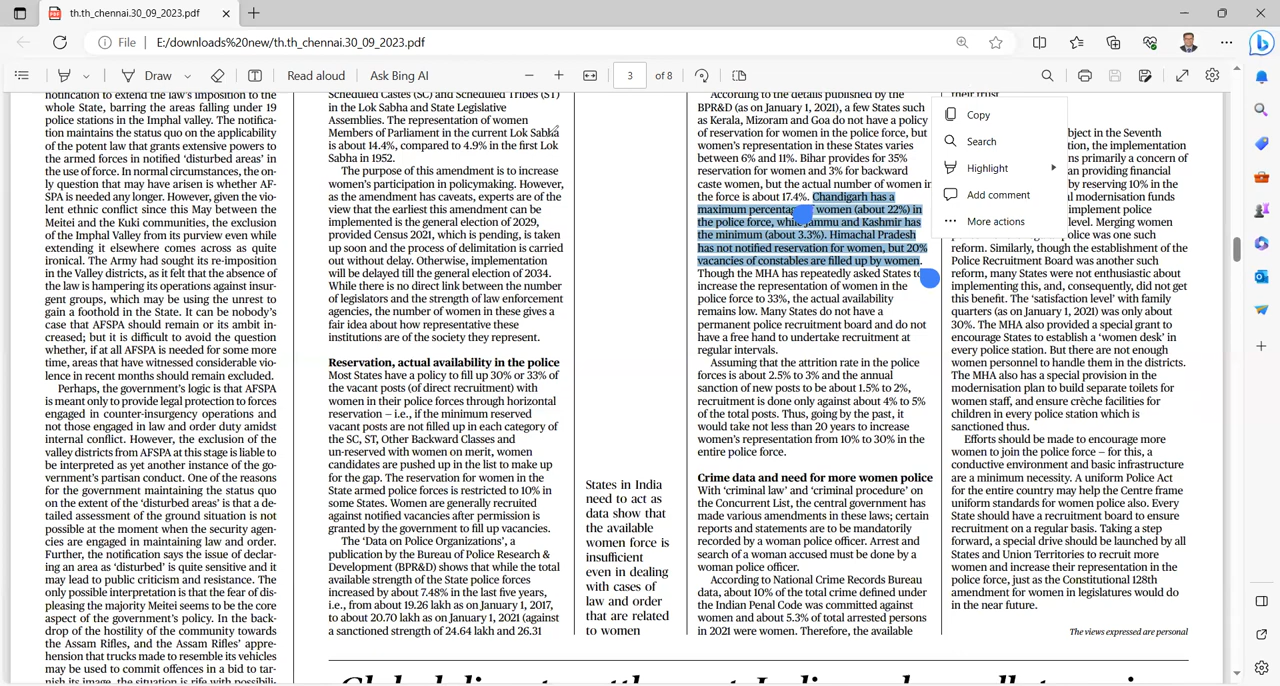 th.th_chennai.30_09_2023.pdf
File
E:/downloads%20new/th.th_chennai.30_09_2023.pdf
Draw
Read aloud
Ask Bing AI
3
of 8
notification to extend the law's imposition to the
whole State, barring the areas falling under 19
police stations in the Imphal valley. The notifica-
tion maintains the status quo on the applicability
of the potent law that grants extensive powers to
the armed forces in notified 'disturbed areas' in
the use of force. In normal circumstances, the on-
ly question that may have arisen is whether AF-
SPA is needed any longer. However, given the vio-
lent ethnic conflict since this May between the
Meitei and the Kuki communities, the exclusion
of the Imphal Valley from its purview even while
extending it elsewhere comes across as quite
ironical. The Army had sought its re-imposition
in the Valley districts, as it felt that the absence of
the law is hampering its operations against insur-
gent groups, which may be using the unrest to
gain a foothold in the State. It can be nobody's
case that AFSPA should remain or its ambit in-
creased; but it is difficult to avoid the question
whether, if at all AFSPA is needed for some more
time, areas that have witnessed considerable vio-
lence in recent months should remain excluded.
Perhaps, the government's logic is that AFSPA
is meant only to provide legal protection to forces
engaged in counter-insurgency operations and
not those engaged in law and order duty amidst
internal conflict. However, the exclusion of the
valley districts from AFSPA at this stage is liable to
be interpreted as yet another instance of the go-
vernment's partisan conduct. One of the reasons
for the government maintaining the status quo
on the extent of the 'disturbed areas' is that a de-
tailed assessment of the ground situation is not
possible at the moment when the security agen-
cies are engaged in maintaining law and order.
Further, the notification says the issue of declar-
ing an area as 'disturbed' is quite sensitive and it
may lead to public criticism and resistance. The
only possible interpretation is that the fear of dis-
pleasing the majority Meitei seems to be the core
aspect of the government's policy. In the back-
drop of the hostility of the community towards
the Assam Rifles, and the Assam Rifles' appre-
hension that trucks made to resemble its vehicles
may be used to commit offences in a bid to tar-
nish its image, the situation is rife with possibili-
Scheduled Castes (SC) and Scheduled Tribes (ST)
in the Lok Sabha and State Legislative
Assemblies. The representation of women
Members of Parliament in the current Lok Sabha
is about 14.4%, compared to 4.9% in the first Lok
Sabha in 1952.
The purpose of this amendment is to increase
women's participation in policymaking. However,
as the amendment has caveats, experts are of the
view that the earliest this amendment can be
implemented is the general election of 2029,
provided Census 2021, which is pending, is taken
up soon and the process of delimitation is carried
out without delay. Otherwise, implementation
will be delayed till the general election of 2034.
While there is no direct link between the number
of legislators and the strength of law enforcement
agencies, the number of women in these gives a
fair idea about how representative these
institutions are of the society they represent.
Reservation, actual availability in the police
Most States have a policy to fill up 30% or 33% of
the vacant posts (of direct recruitment) with
women in their police forces through horizontal
reservation – i.e., if the minimum reserved
vacant posts are not filled up in each category of
the SC, ST, Other Backward Classes and
un-reserved with women on merit, women
candidates are pushed up in the list to make up
for the gap. The reservation for women in the
State armed police forces is restricted to 10% in
some States. Women are generally recruited
against notified vacancies after permission is
granted by the government to fill up vacancies.
The 'Data on Police Organizations', a
publication by the Bureau of Police Research &
Development (BPR&D) shows that while the total
available strength of the State police forces
increased by about 7.48% in the last five years,
i.e., from about 19.26 lakh as on January 1, 2017,
to about 20.70 lakh as on January 1, 2021 (against
a sanctioned strength of 24.64 lakh and 26.31
States in India
need to act as
data show that
the available
women force is
insufficient
even in dealing
with cases of
law and order
that are related
to women
According to the details published by the
BPR&D (as on January 1, 2021), a few States such
as Kerala, Mizoram and Goa do not have a policy
of reservation for women in the police force, but
women's representation in these States varies
between 6% and 11%. Bihar provides for 35%
reservation for women and 3% for backward
caste women, but the actual number of women in
the force is about 17.4%. Chandigarh has a
maximum percentag women (about 22%) in
the police force, while Jammu and Kashmir has
the minimum (about 3.3%). Himachal Pradesh
has not notified reservation for women, but 20%
vacancies of constables are filled up by women.
Though the MHA has repeatedly asked States to
increase the representation of women in the
police force to 33%, the actual availability
remains low. Many States do not have a
permanent police recruitment board and do not
have a free hand to undertake recruitment at
regular intervals.
Assuming that the attrition rate in the police
forces is about 2.5% to 3% and the annual
sanction of new posts to be about 1.5% to 2%,
recruitment is done only against about 4% to 5%
of the total posts. Thus, going by the past, it
would take not less than 20 years to increase
women's representation from 10% to 30% in the
entire police force.
Crime data and need for more women police
With 'criminal law' and 'criminal procedure' on
the Concurrent List, the central government has
made various amendments in these laws; certain
reports and statements are to be mandatorily
recorded by a woman police officer. Arrest and
search of a woman accused must be done by a
woman police officer.
According to National Crime Records Bureau
data, about 10% of the total crime defined under
the Indian Penal Code was committed against
women and about 5.3% of total arrested persons
in 2021 were women. Therefore, the available
Copy
Search
Highlight
Add comment
More actions
their trust.
bject in the Seventh
tion, the implementation
ns primarily a concern of
an providing financial
by reserving 10% in the
l modernisation funds
implement police
level. Merging women
police was one such
reform. Similarly, though the establishment of the
Police Recruitment Board was another such
reform, many States were not enthusiastic about
implementing this, and, consequently, did not get
this benefit. The 'satisfaction level' with family
quarters (as on January 1, 2021) was only about
30%. The MHA also provided a special grant to
encourage States to establish a 'women desk' in
every police station. But there are not enough
women personnel to handle them in the districts.
The MHA also has a special provision in the
modernisation plan to build separate toilets for
women staff, and ensure crèche facilities for
children in every police station which is
sanctioned thus.
Efforts should be made to encourage more
women to join the police force – for this, a
conducive environment and basic infrastructure
are a minimum necessity. A uniform Police Act
for the entire country may help the Centre frame
uniform standards for women police also. Every
State should have a recruitment board to ensure
recruitment on a regular basis. Taking a step
forward, a special drive should be launched by all
States and Union Territories to recruit more
women and increase their representation in the
police force, just as the Constitutional 128th
amendment for women in legislatures would do
in the near future.
The views expressed are personal